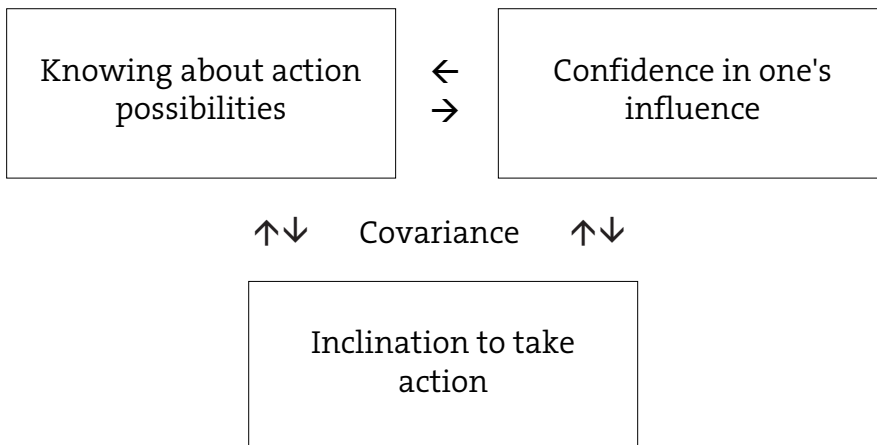 Knowing about action
possibilities
←
→
Confidence in one's
influence
↑↓ Covariance ↑↓
Inclination to take
action